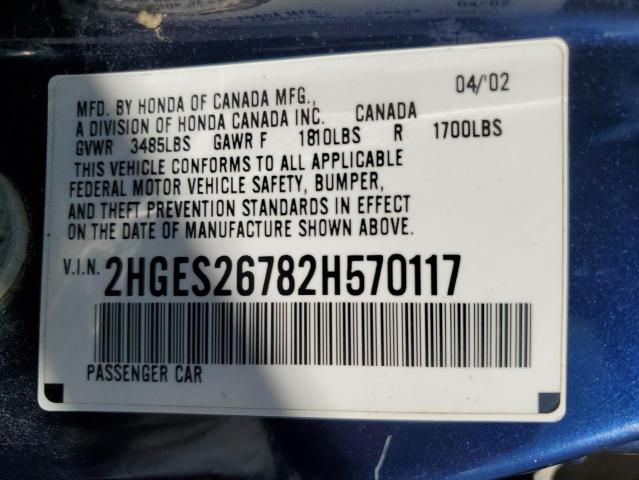 MFD. BY HONDA OF CANADA MFG., 04/'02
A DIVISION OF HONDA CANADA INC. CANADA
GVWR 3485LBS GAWR F 1810LBS R 1700LBS
THIS VEHICLE CONFORMS TO ALL APPLICABLE
FEDERAL MOTOR VEHICLE SAFETY, BUMPER,
AND THEFT PREVENTION STANDARDS IN EFFECT
ON THE DATE OF MANUFACTURE SHOWN ABOVE.
V.I.N. 2HGES26782H570117
PASSENGER CAR